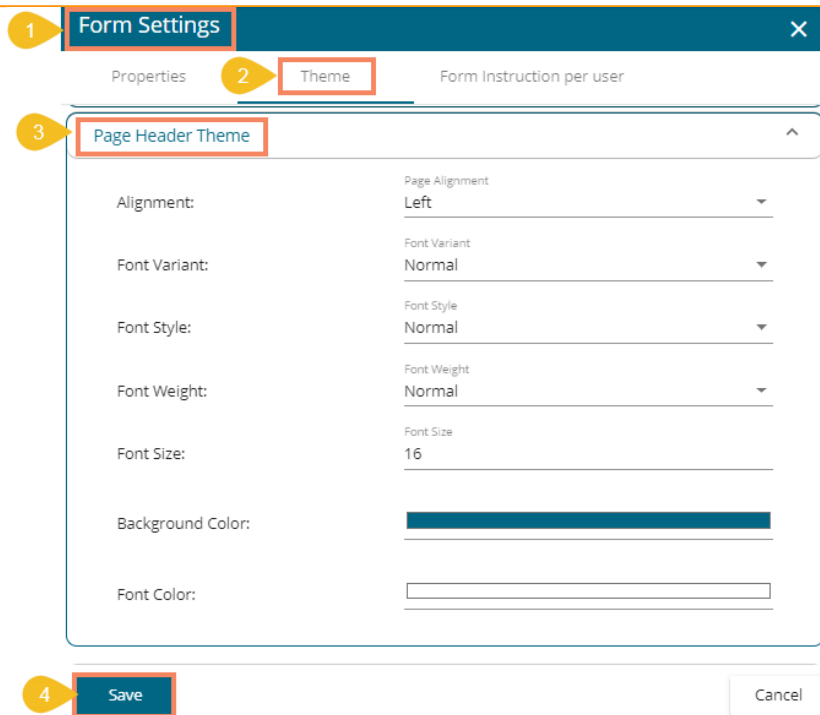 1 Form Settings
Properties 2 Theme Form Instruction per user
3 Page Header Theme
Page Alignment
Alignment: Left
Font Variant
Font Variant: Normal
Font Style
Font Style: Normal
Font Weight
Font Weight: Normal
Font Size
Font Size: 16
Background Color:
Font Color:
4 Save Cancel